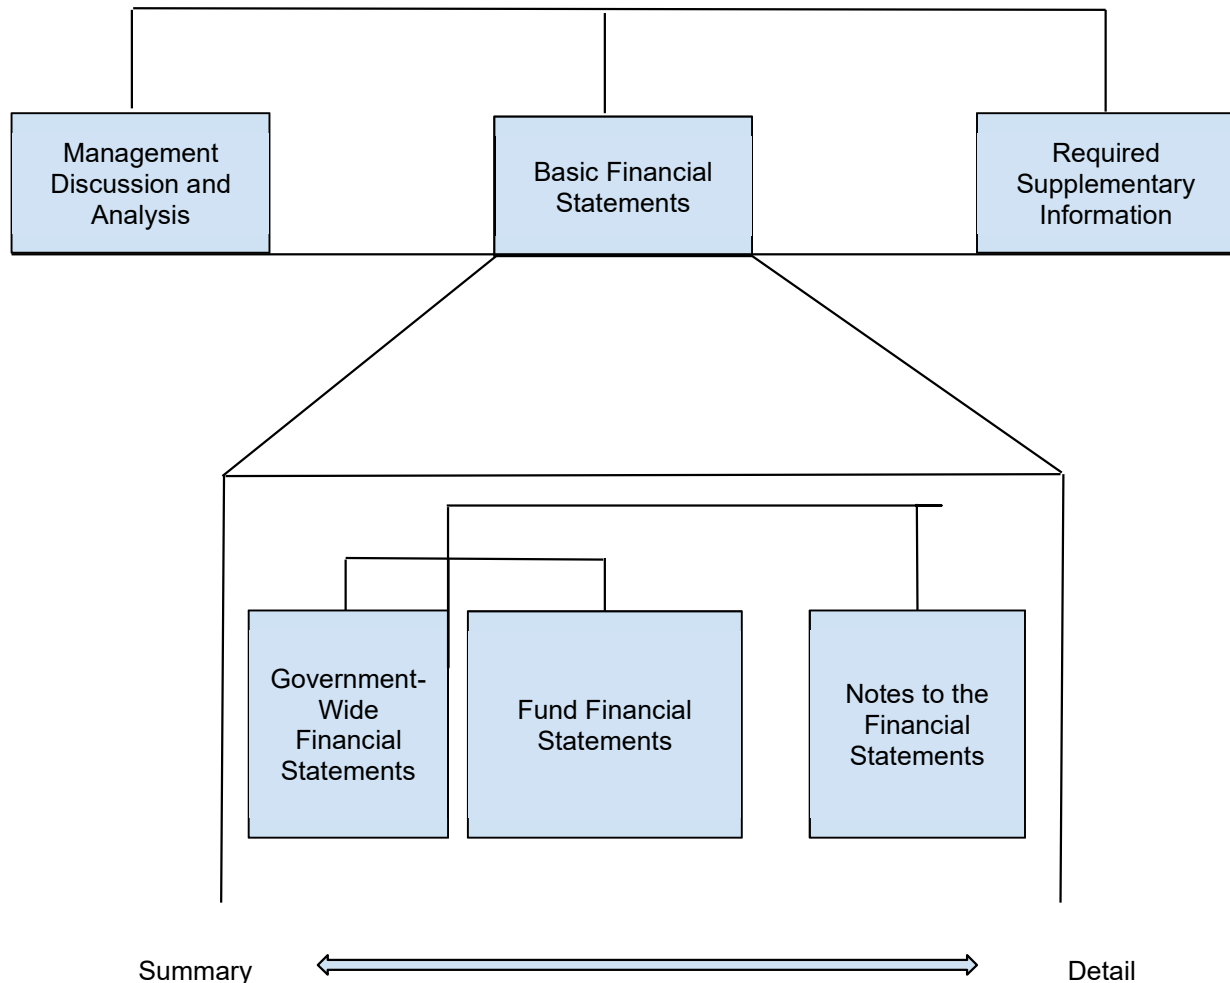 Management
Discussion and
Analysis
Basic Financial
Statements
Required
Supplementary
Information
Government-
Wide
Financial
Statements
Fund Financial
Statements
Notes to the
Financial
Statements
Summary
Detail